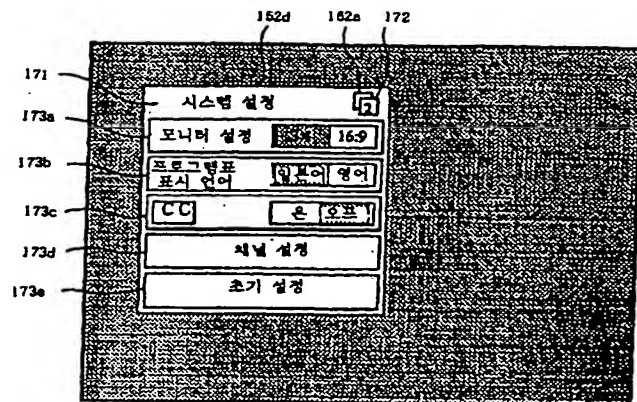 152d 162a 172
171
시스템 설정 2
173a
모니터 설정 16:9
173b
프로그램표
표시 언어 일본어 영어
173c
CC 온 오프
173d
채널 설정
173e
초기 설정